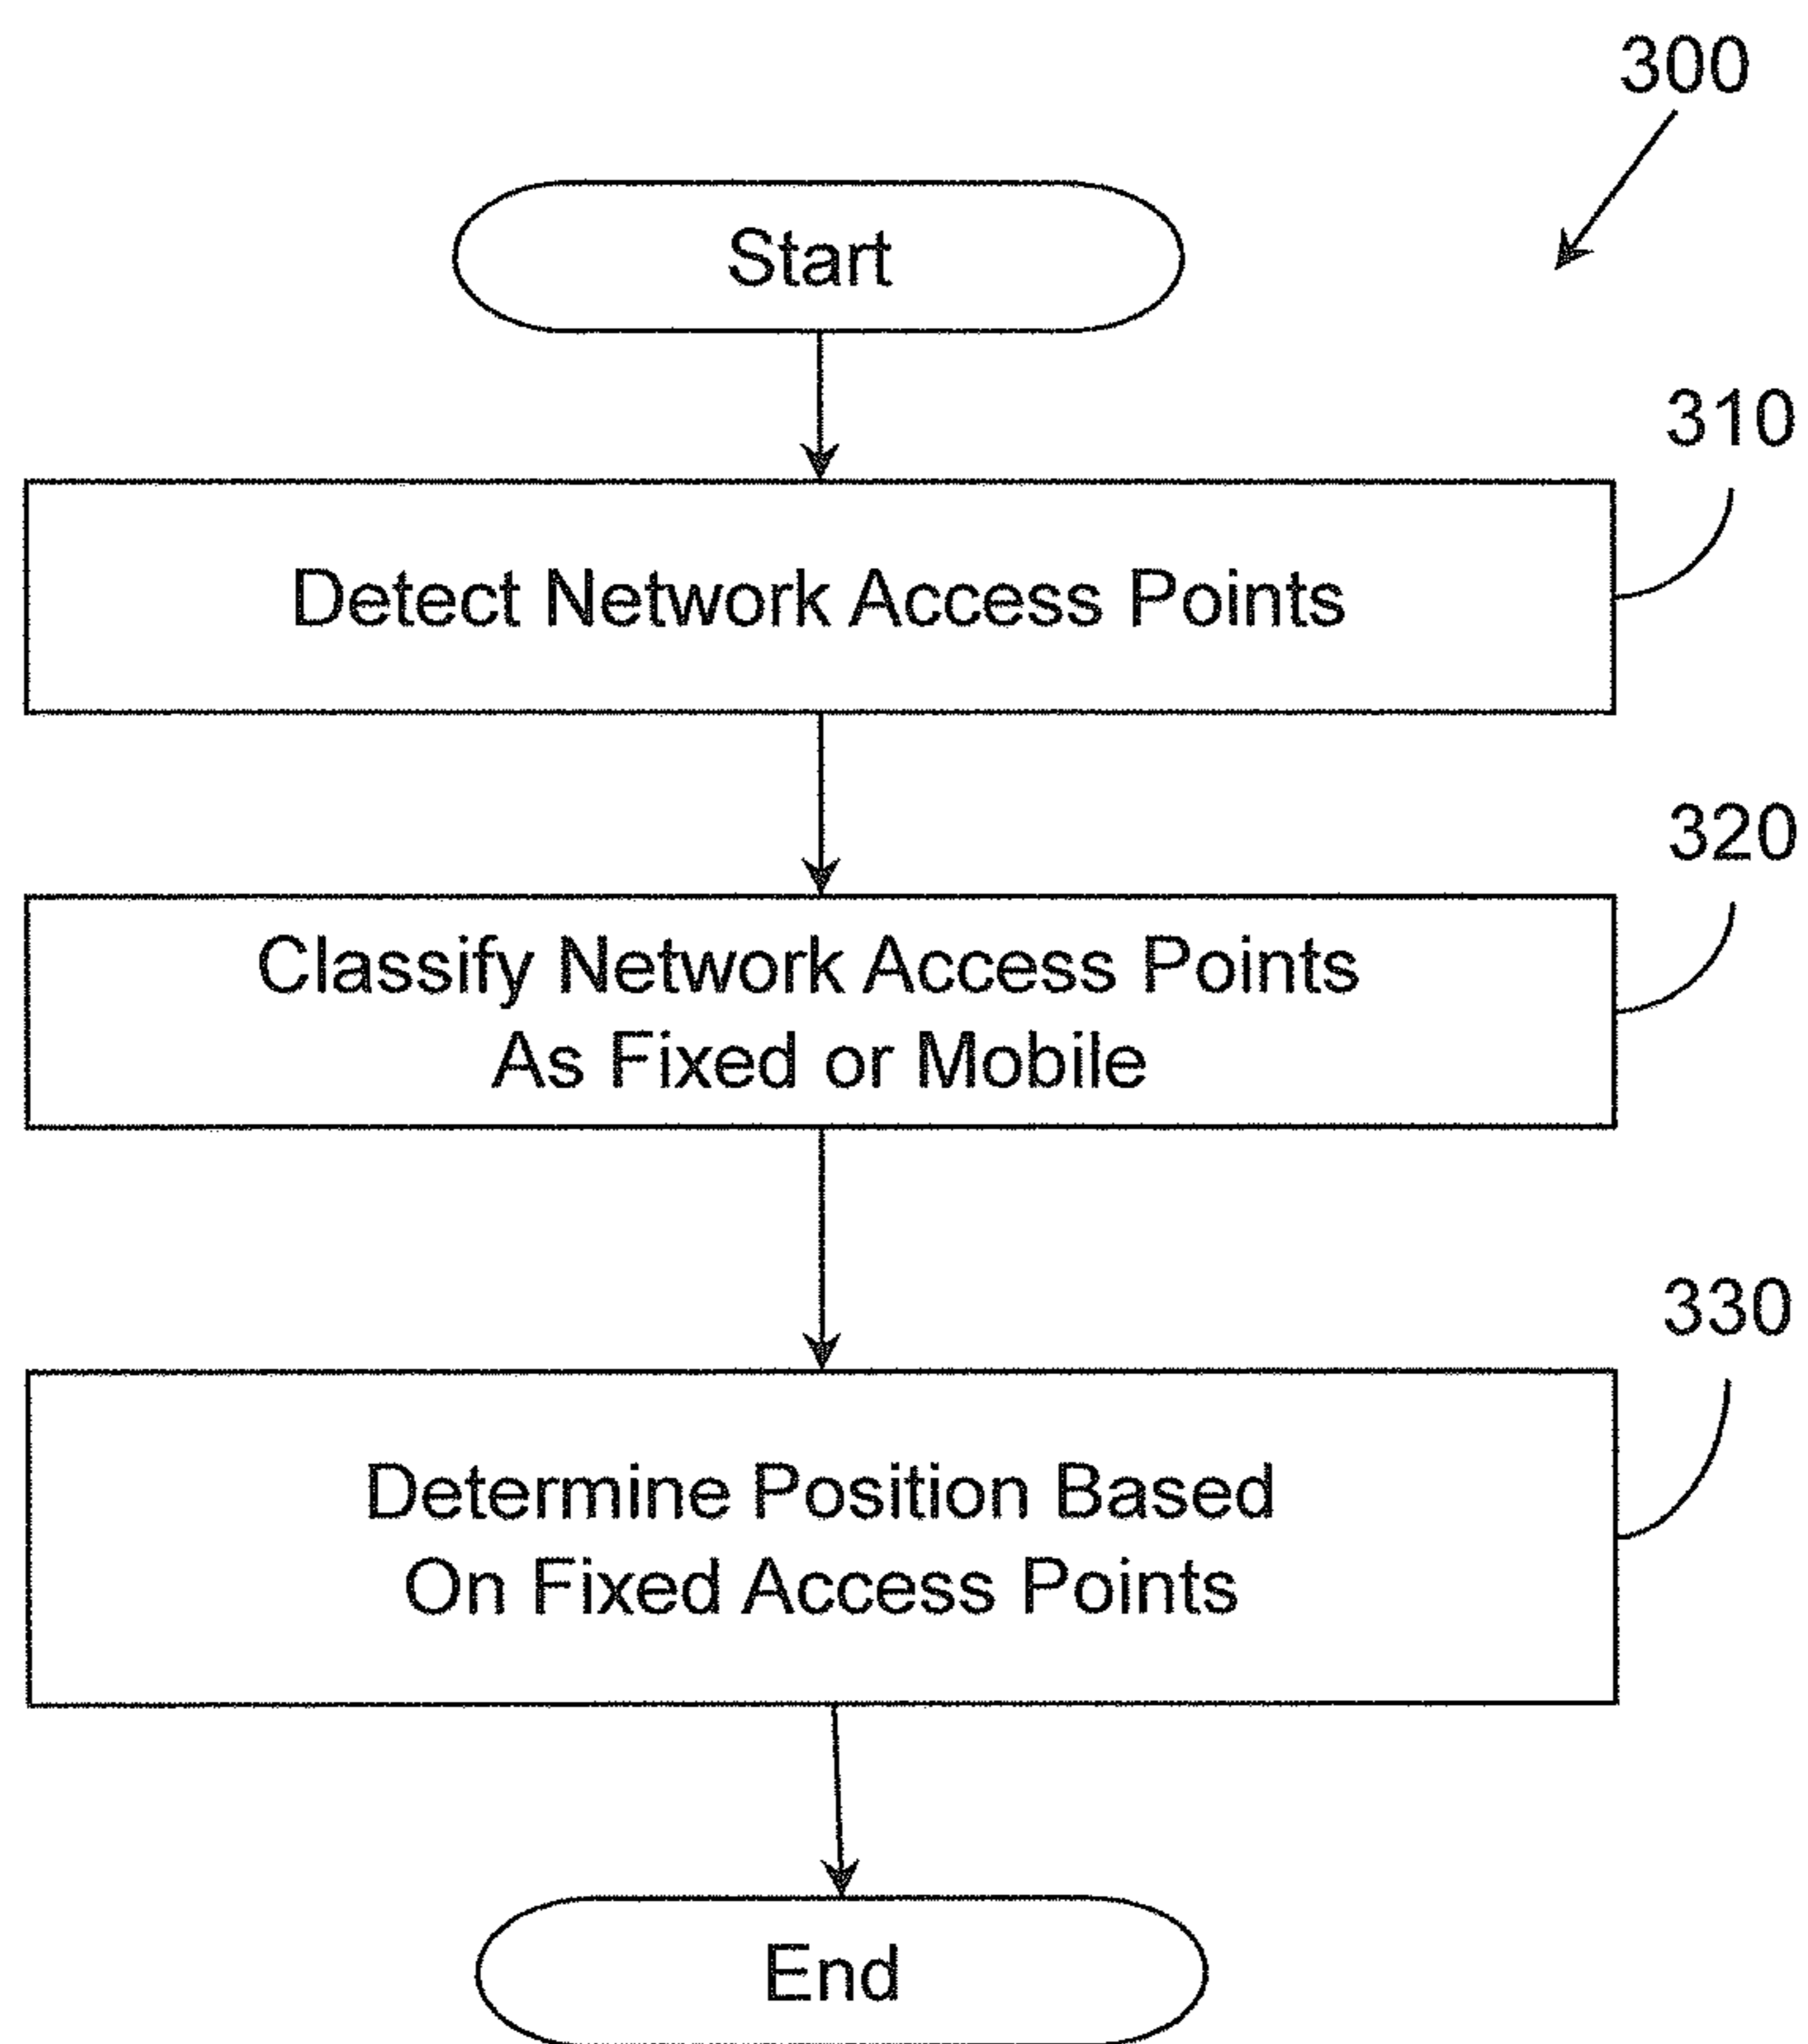 300
Start
310
Detect Network Access Points
320
Classify Network Access Points
As Fixed or Mobile
330
Determine Position Based
On Fixed Access Points
End